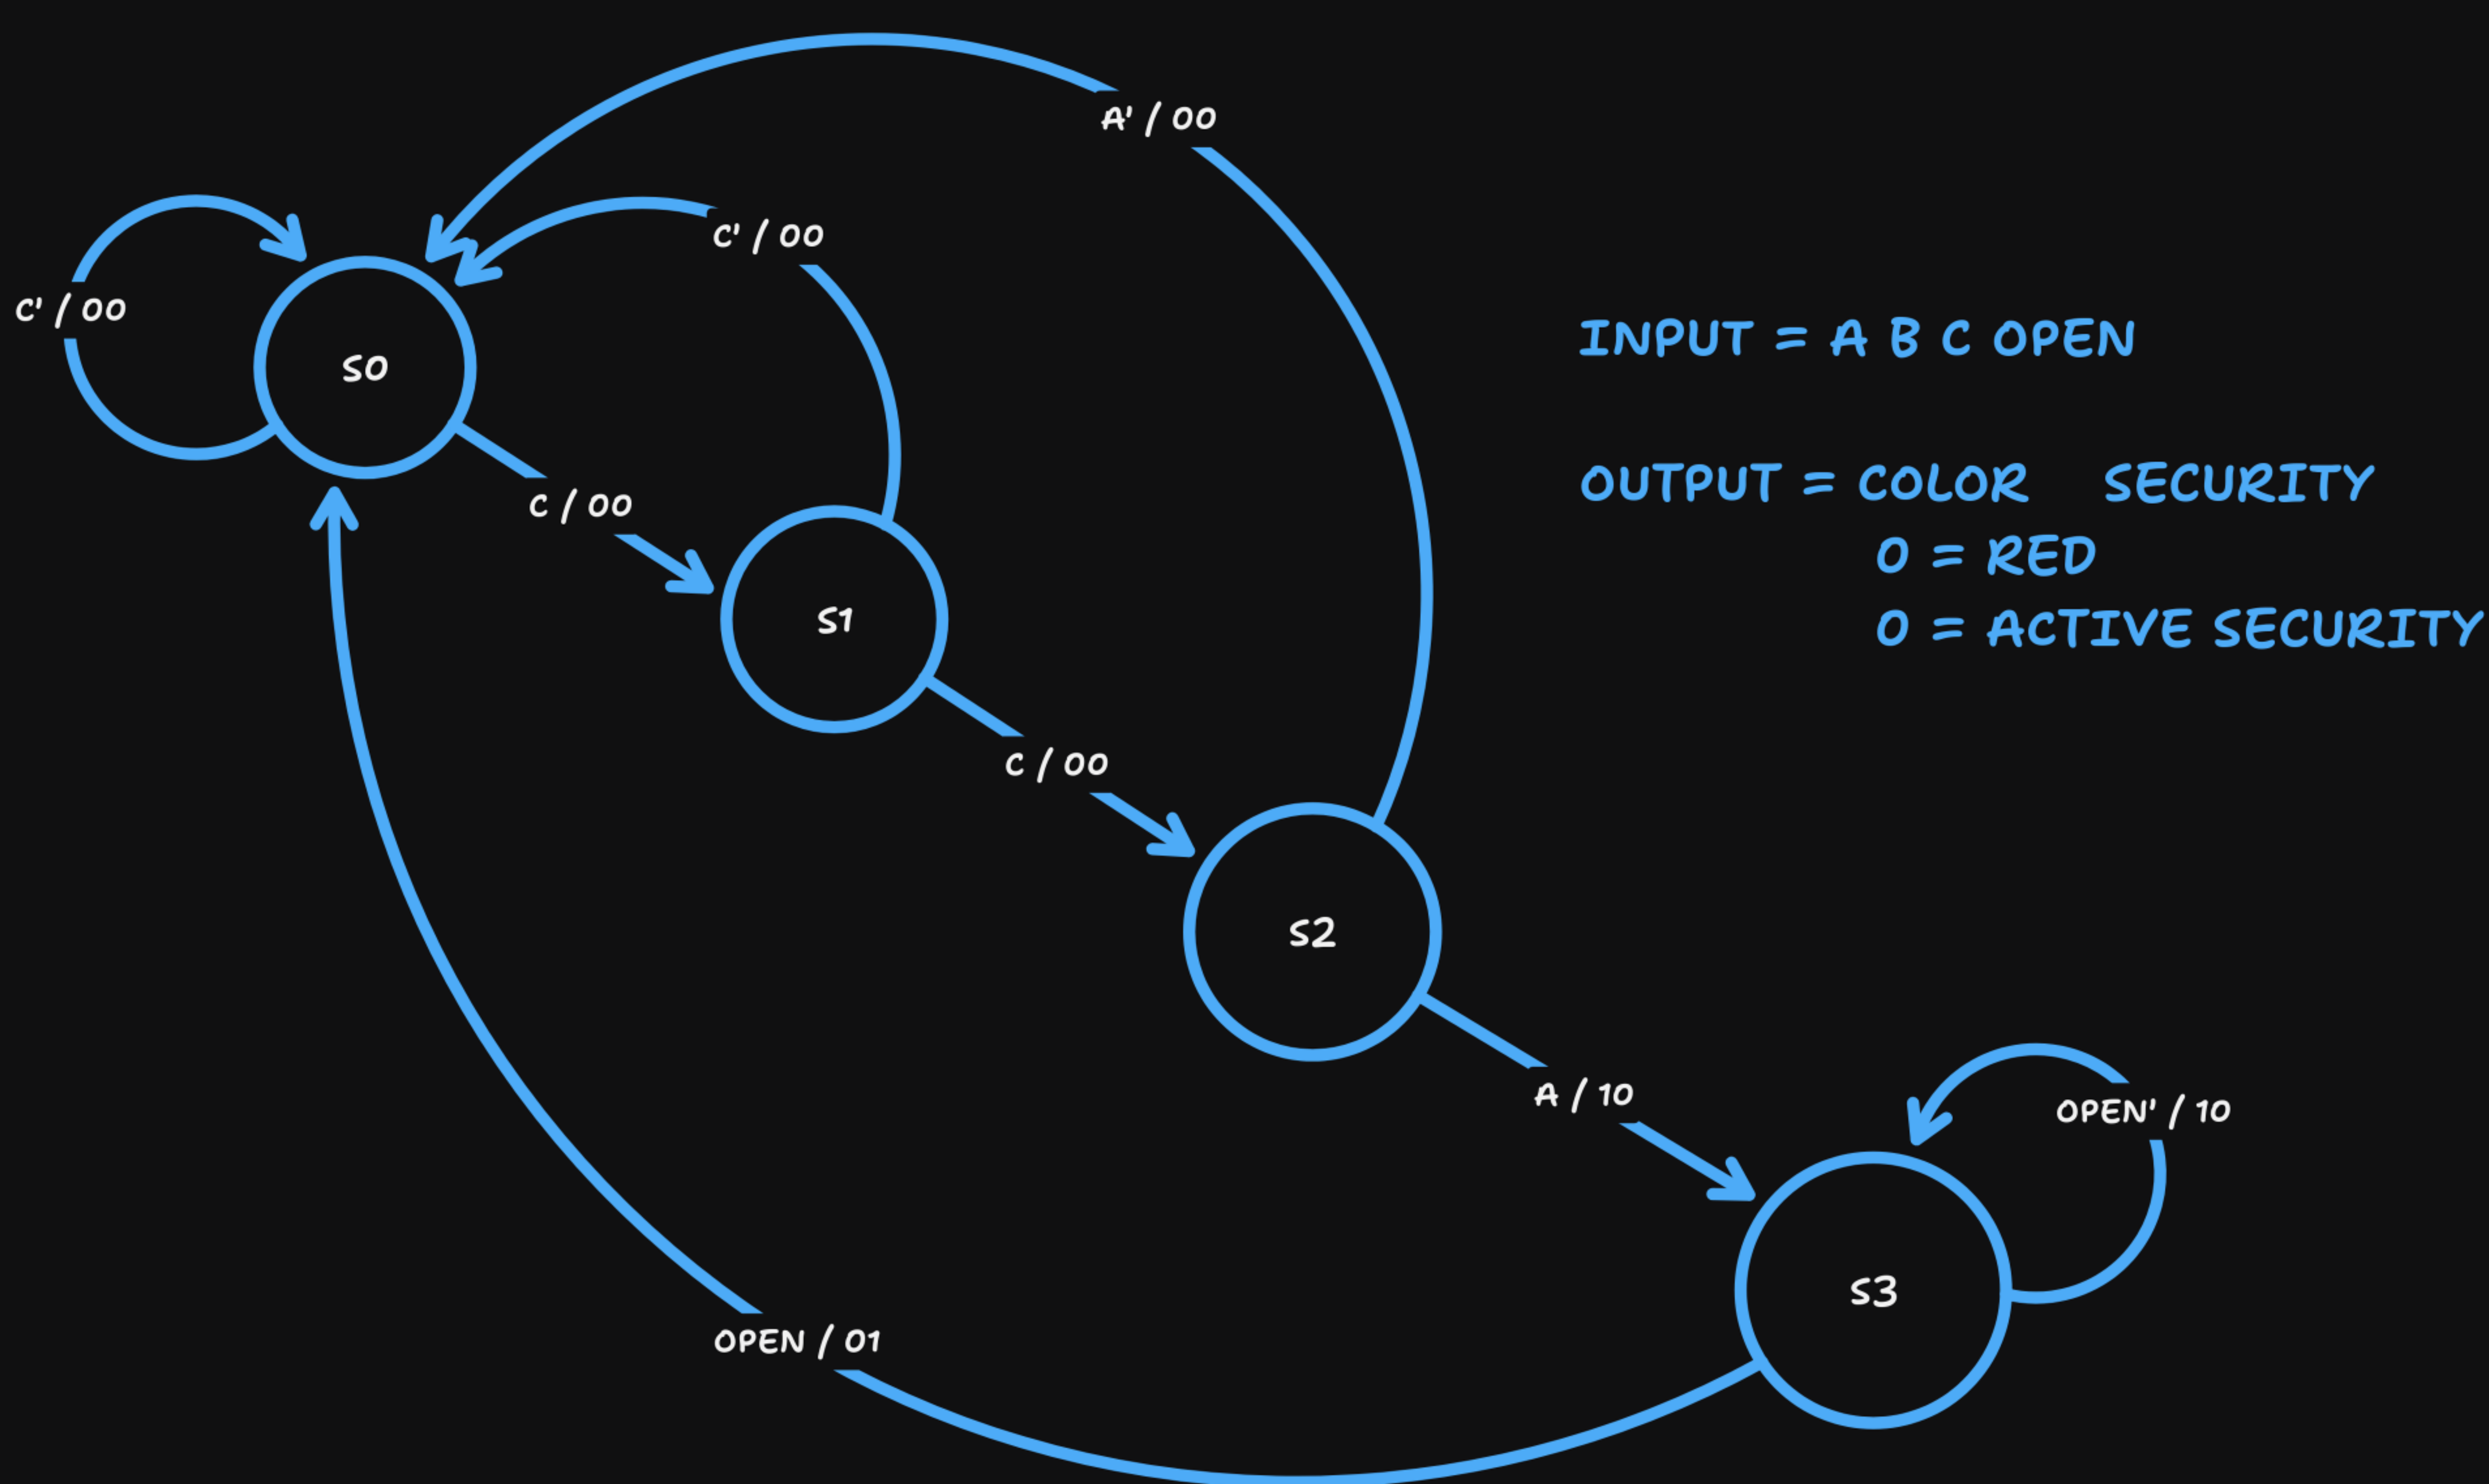 A' / 00
C' / 00
C' / 00
S0
C / 00
S1
C / 00
S2
A / 10
OPEN' / 10
S3
OPEN / 01
INPUT = A B C OPEN
OUTPUT = COLOR SECURITY
0 = RED
0 = ACTIVE SECURITY